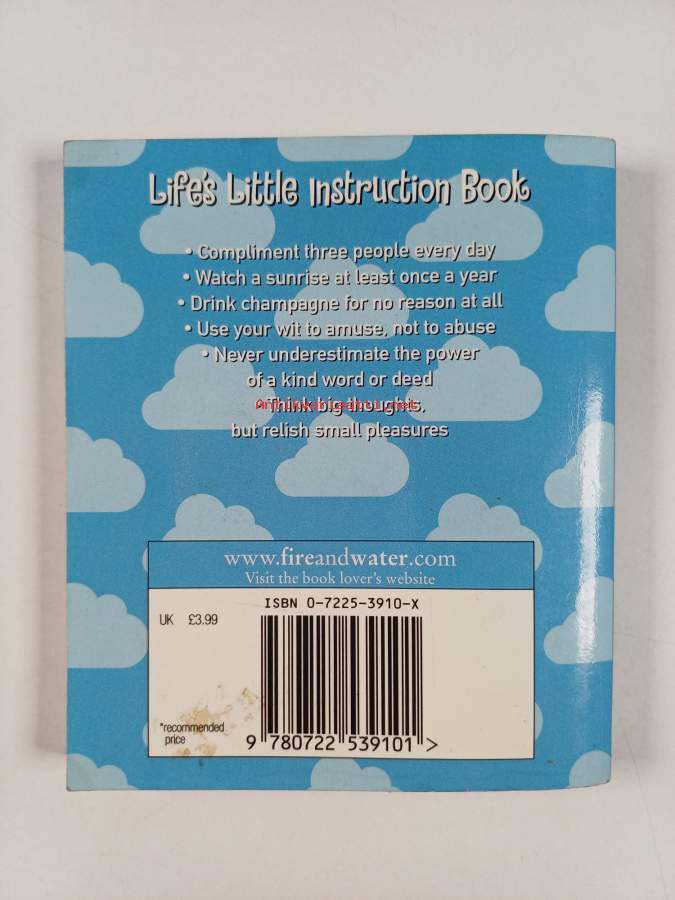 Life's Little Instruction Book
• Compliment three people every day
• Watch a sunrise at least once a year
• Drink champagne for no reason at all
• Use your wit to amuse, not to abuse
• Never underestimate the power
of a kind word or deed
• Think big thoughts,
but relish small pleasures
www.fireandwater.com
Visit the book lover's website
ISBN 0-7225-3910-X
UK £3.99
*recommended
price
9 780722 539101 >